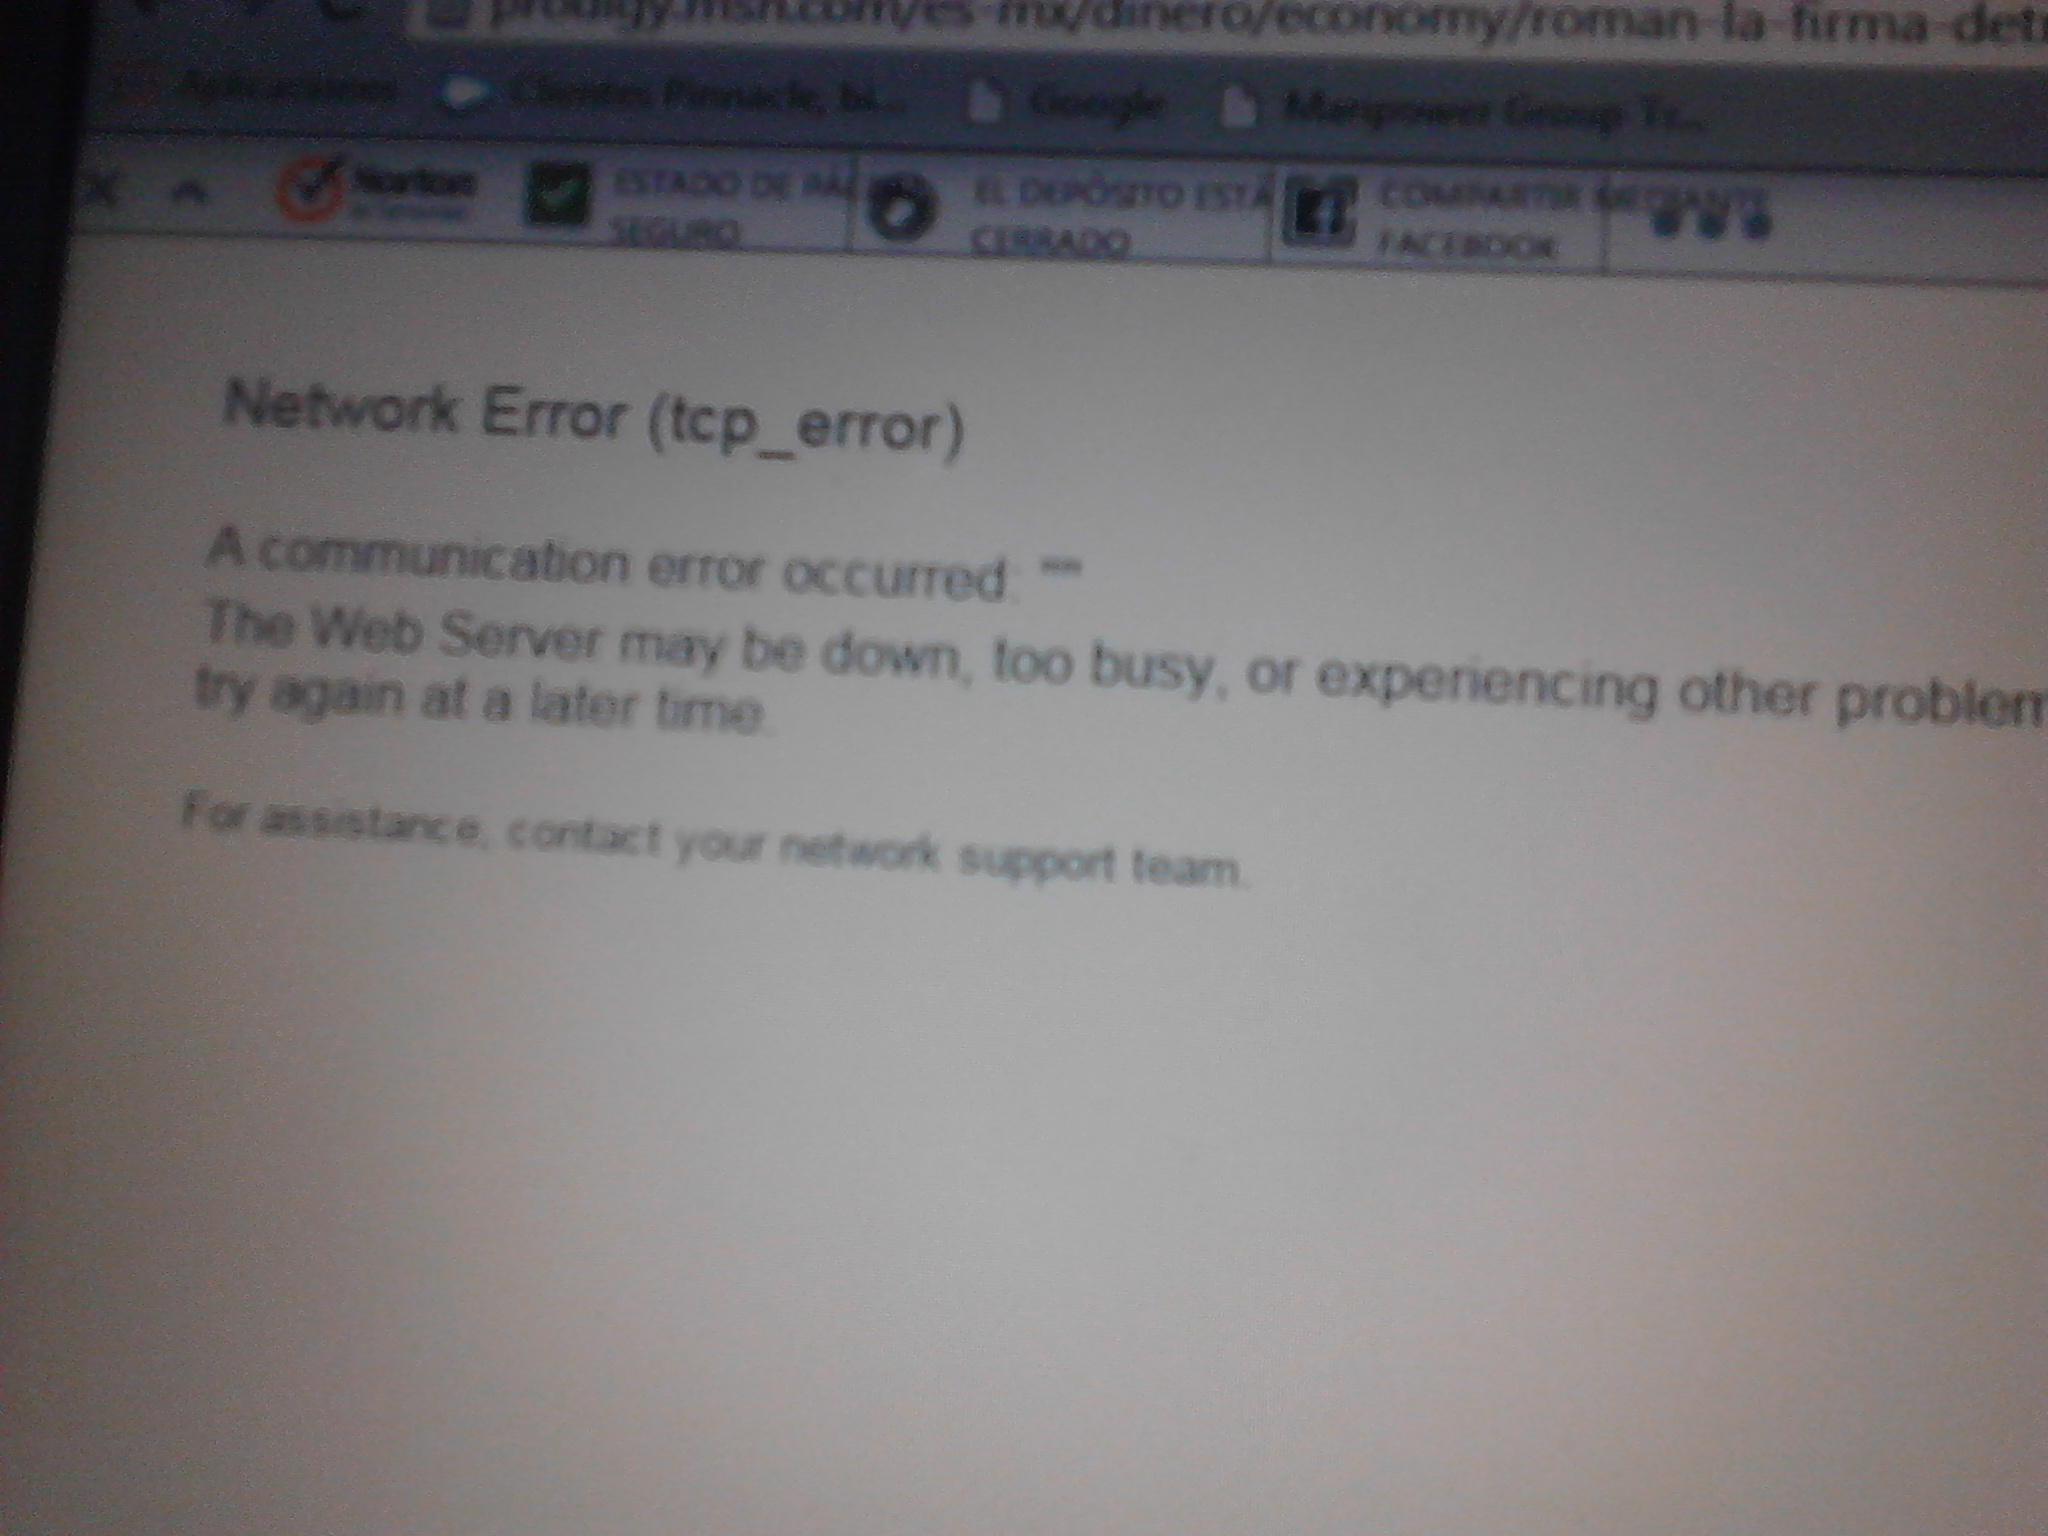 prodigy.msn.com/es-mx/dinero/economy/roman-la-firma-det
Aplicaciones Clientes Pinnacle, bi... Google Manpower Group Tr...
Norton ESTADO DE PÁ EL DEPÓSITO ESTÁ COMPARTIR MEDIANTE
SEGURO CERRADO FACEBOOK
Network Error (tcp_error)
A communication error occurred: ""
The Web Server may be down, too busy, or experiencing other problem
try again at a later time.
For assistance, contact your network support team.